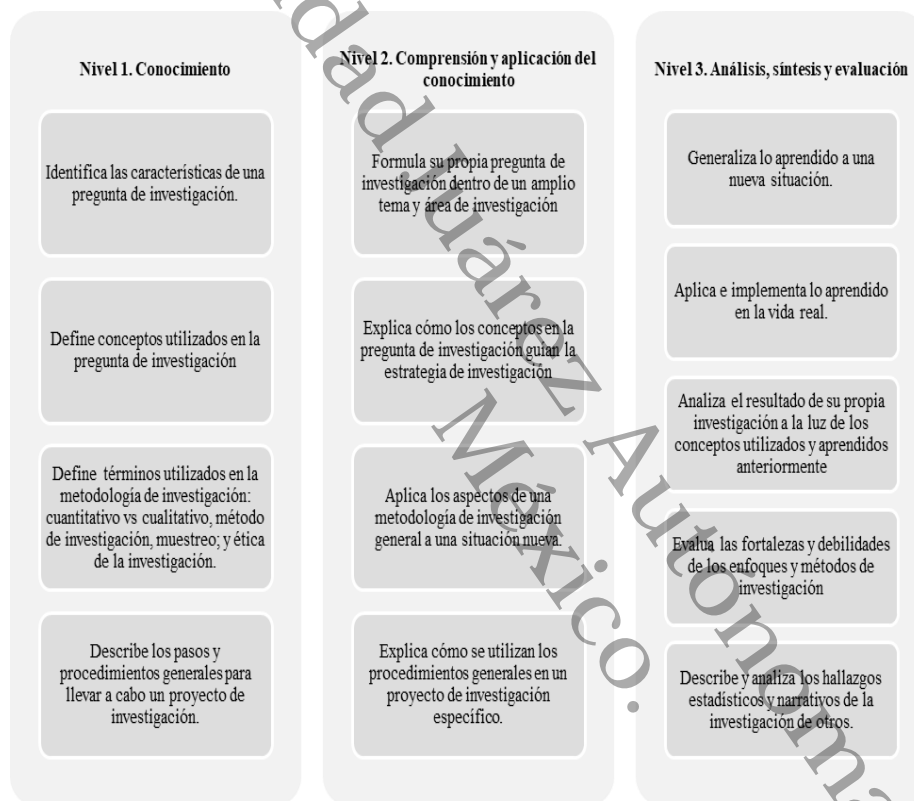 Nivel 1. Conocimiento
Identifica las características de una
pregunta de investigación.
Define conceptos utilizados en la
pregunta de investigación
Define términos utilizados en la
metodología de investigación:
cuantitativo vs cualitativo, método
de investigación, muestreo; y ética
de la investigación.
Describe los pasos y
procedimientos generales para
llevar a cabo un proyecto de
investigación.
Nivel 2. Comprensión y aplicación del
conocimiento
Formula su propia pregunta de
investigación dentro de un amplio
tema y área de investigación
Explica cómo los conceptos en la
pregunta de investigación guían la
estrategia de investigación
Aplica los aspectos de una
metodología de investigación
general a una situación nueva.
Explica cómo se utilizan los
procedimientos generales en un
proyecto de investigación
específico.
Nivel 3. Análisis, síntesis y evaluación
Generaliza lo aprendido a una
nueva situación.
Aplica e implementa lo aprendido
en la vida real.
Analiza el resultado de su propia
investigación a la luz de los
conceptos utilizados y aprendidos
anteriormente
Evalua las fortalezas y debilidades
de los enfoques y métodos de
investigación
Describe y analiza los hallazgos
estadísticos y narrativos de la
investigación de otros.
Juárez Autónoma
México.